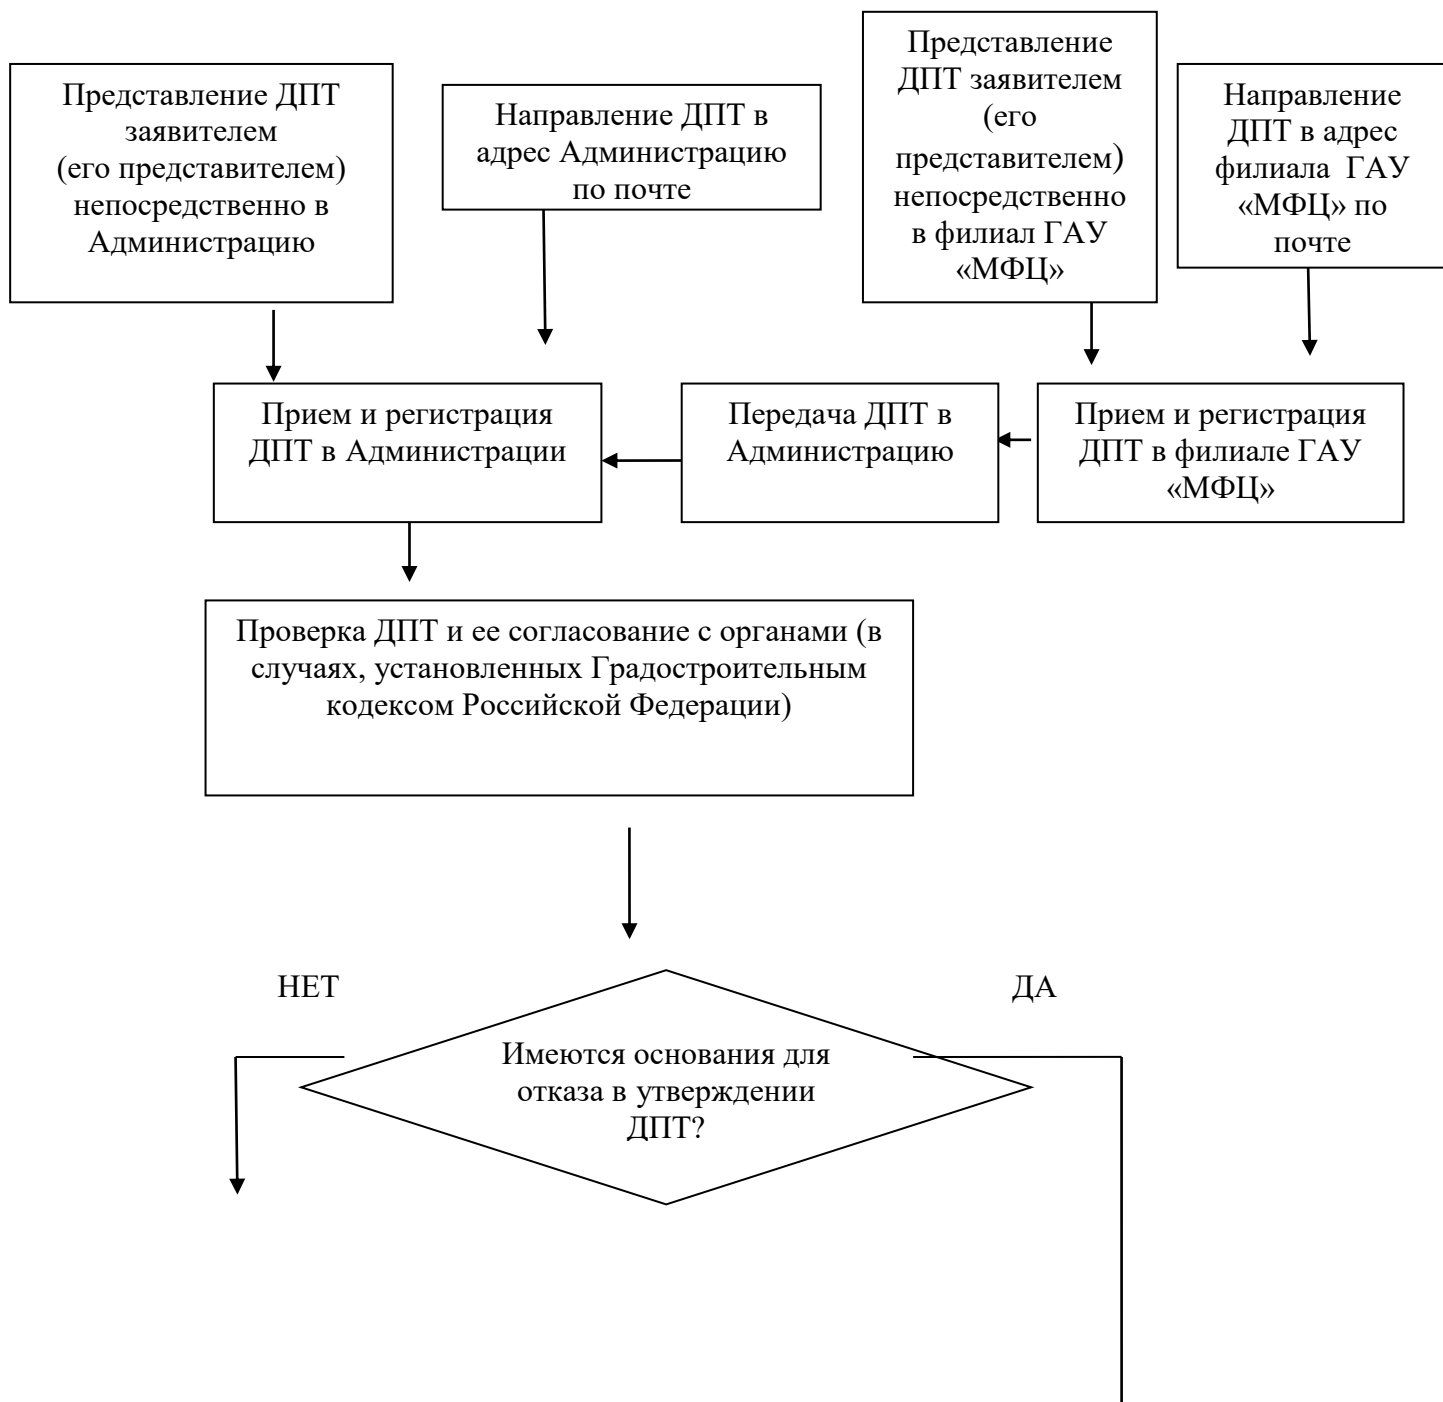 Представление ДПТ
заявителем
(его представителем)
непосредственно в
Администрацию
Направление ДПТ в
адрес Администрацию
по почте
Представление
ДПТ заявителем
(его
представителем)
непосредственно
в филиал ГАУ
«МФЦ»
Направление
ДПТ в адрес
филиала ГАУ
«МФЦ» по
почте
Прием и регистрация
ДПТ в Администрации
Передача ДПТ в
Администрацию
Прием и регистрация
ДПТ в филиале ГАУ
«МФЦ»
Проверка ДПТ и ее согласование с органами (в
случаях, установленных Градостроительным
кодексом Российской Федерации)
НЕТ
ДА
Имеются основания для
отказа в утверждении
ДПТ?